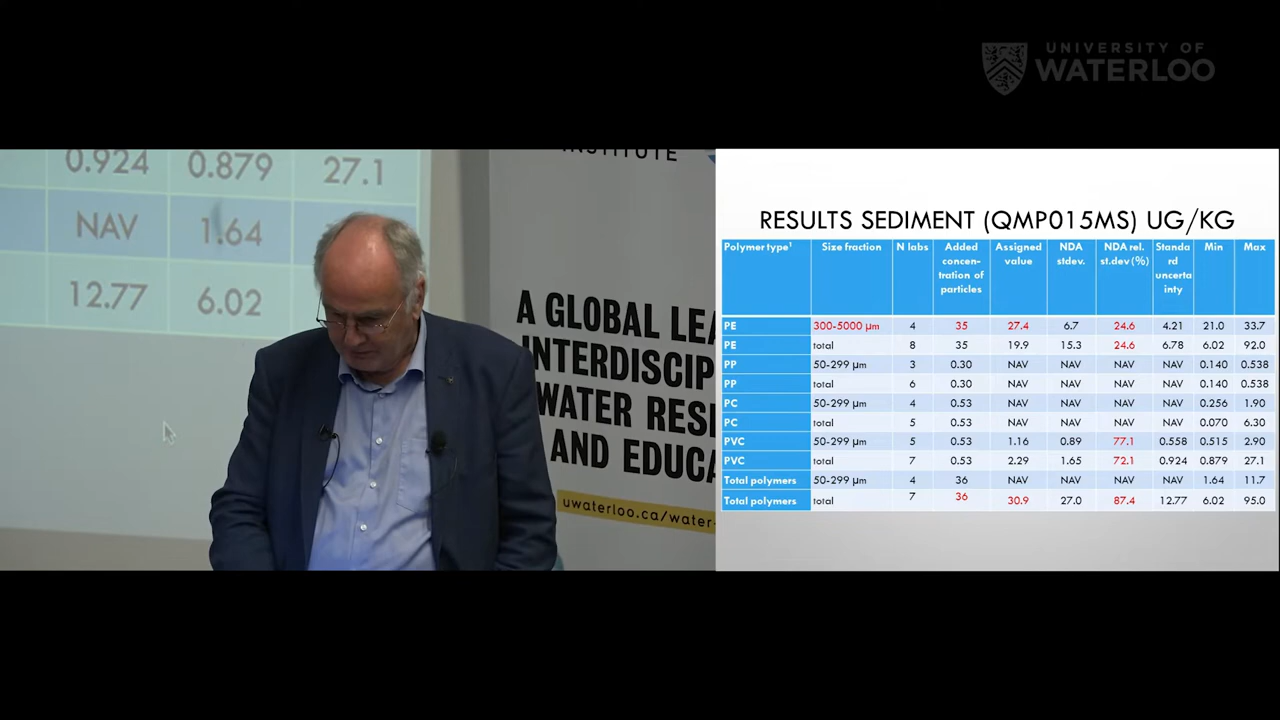 UNIVERSITY OF
WATERLOO
0.924 0.879 27.1
NAV 1.64
12.77 6.02
INSTITUTE
A GLOBAL LEA
INTERDISCIP
WATER RES
AND EDUCA
uwaterloo.ca/water-
RESULTS SEDIMENT (QMP015MS) UG/KG
Polymer type¹ Size fraction N labs Added Assigned NDA NDA rel. Standa Min Max
concen- value stdev. st.dev (%) rd
tration of uncerta
particles inty
PE 300-5000 µm 4 35 27.4 6.7 24.6 4.21 21.0 33.7
PE total 8 35 19.9 15.3 24.6 6.78 6.02 92.0
PP 50-299 µm 3 0.30 NAV NAV NAV NAV 0.140 0.538
PP total 6 0.30 NAV NAV NAV NAV 0.140 0.538
PC 50-299 µm 4 0.53 NAV NAV NAV NAV 0.256 1.90
PC total 5 0.53 NAV NAV NAV NAV 0.070 6.30
PVC 50-299 µm 5 0.53 1.16 0.89 77.1 0.558 0.515 2.90
PVC total 7 0.53 2.29 1.65 72.1 0.924 0.879 27.1
Total polymers 50-299 µm 4 36 NAV NAV NAV NAV 1.64 11.7
Total polymers total 7 36 30.9 27.0 87.4 12.77 6.02 95.0